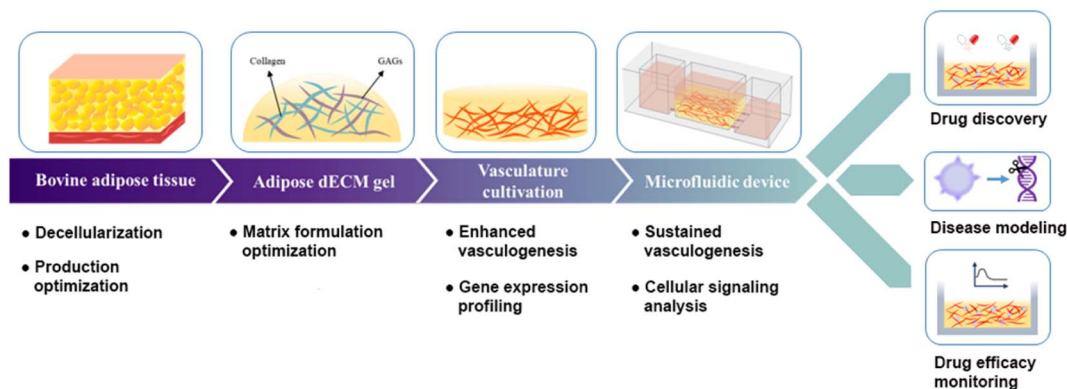 Collagen
GAGs
Bovine adipose tissue
Adipose dECM gel
Vasculature
cultivation
Microfluidic device
● Decellularization
● Production
optimization
● Matrix formulation
optimization
● Enhanced
vasculogenesis
● Gene expression
profiling
● Sustained
vasculogenesis
● Cellular signaling
analysis
Drug discovery
Disease modeling
Drug efficacy
monitoring